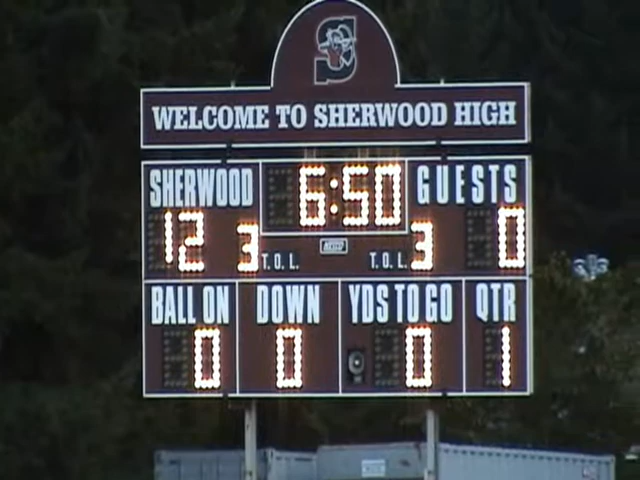 S
WELCOME TO SHERWOOD HIGH
SHERWOOD 6:50 GUESTS
12 3 T.O.L. T.O.L. 3 0
BALL ON DOWN YDS TO GO QTR
0 0 0 1